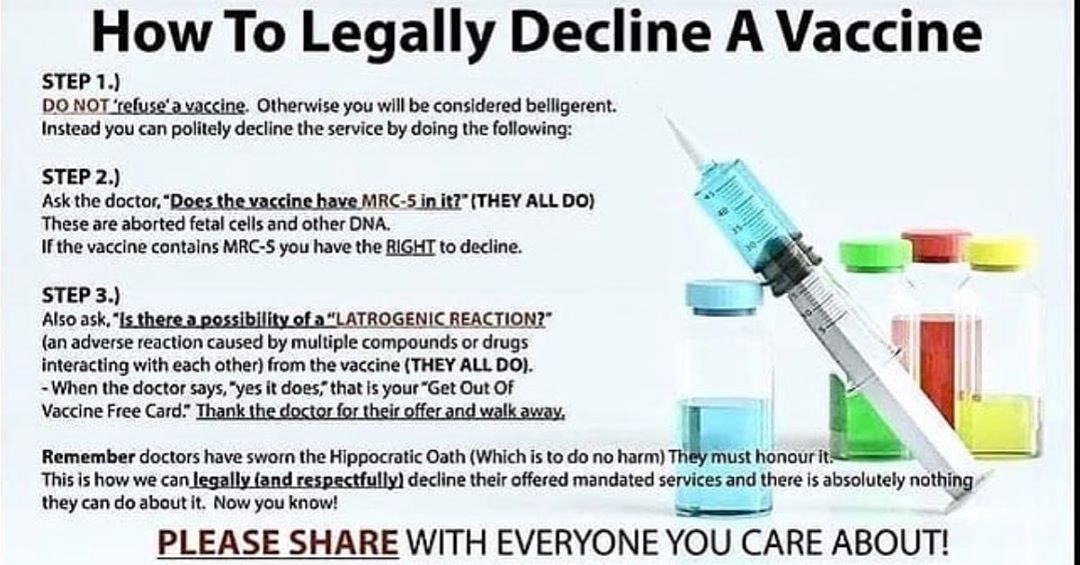 How To Legally Decline A Vaccine
STEP 1.)
DO NOT 'refuse' a vaccine. Otherwise you will be considered belligerent.
Instead you can politely decline the service by doing the following:
STEP 2.)
Ask the doctor, "Does the vaccine have MRC-5 in it?" (THEY ALL DO)
These are aborted fetal cells and other DNA.
If the vaccine contains MRC-5 you have the RIGHT to decline.
STEP 3.)
Also ask, "Is there a possibility of a "LATROGENIC REACTION?"
(an adverse reaction caused by multiple compounds or drugs
interacting with each other) from the vaccine (THEY ALL DO).
- When the doctor says, "yes it does," that is your "Get Out Of
Vaccine Free Card." Thank the doctor for their offer and walk away.
Remember doctors have sworn the Hippocratic Oath (Which is to do no harm) They must honour it.
This is how we can legally (and respectfully) decline their offered mandated services and there is absolutely nothing
they can do about it. Now you know!
PLEASE SHARE WITH EVERYONE YOU CARE ABOUT!